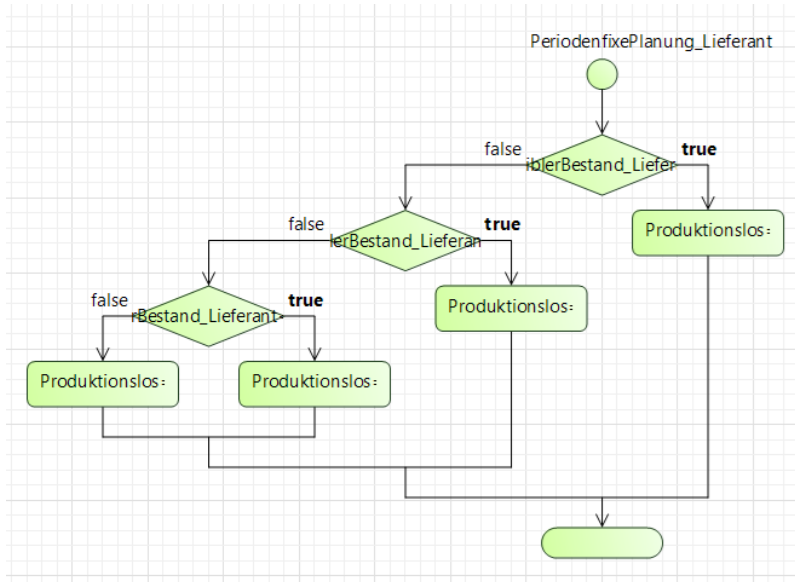 PeriodenfixePlanung_Lieferant
false
true
iblerBestand_Liefer
false
true
Produktionslos:
lerBestand_Lieferan
false
true
Produktionslos:
rBestand_Lieferant
Produktionslos:
Produktionslos: